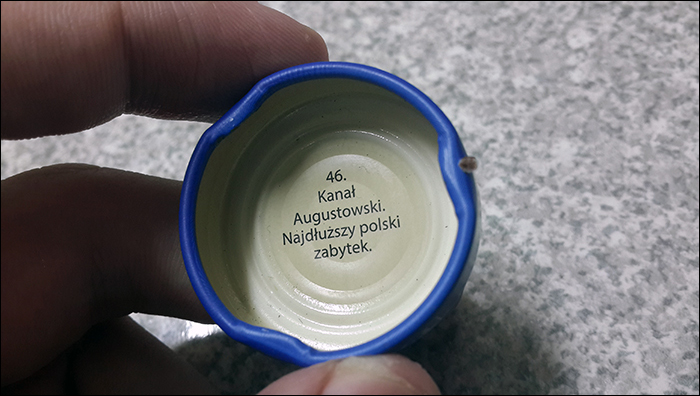 46.
Kanał
Augustowski.
Najdłuższy polski
zabytek.